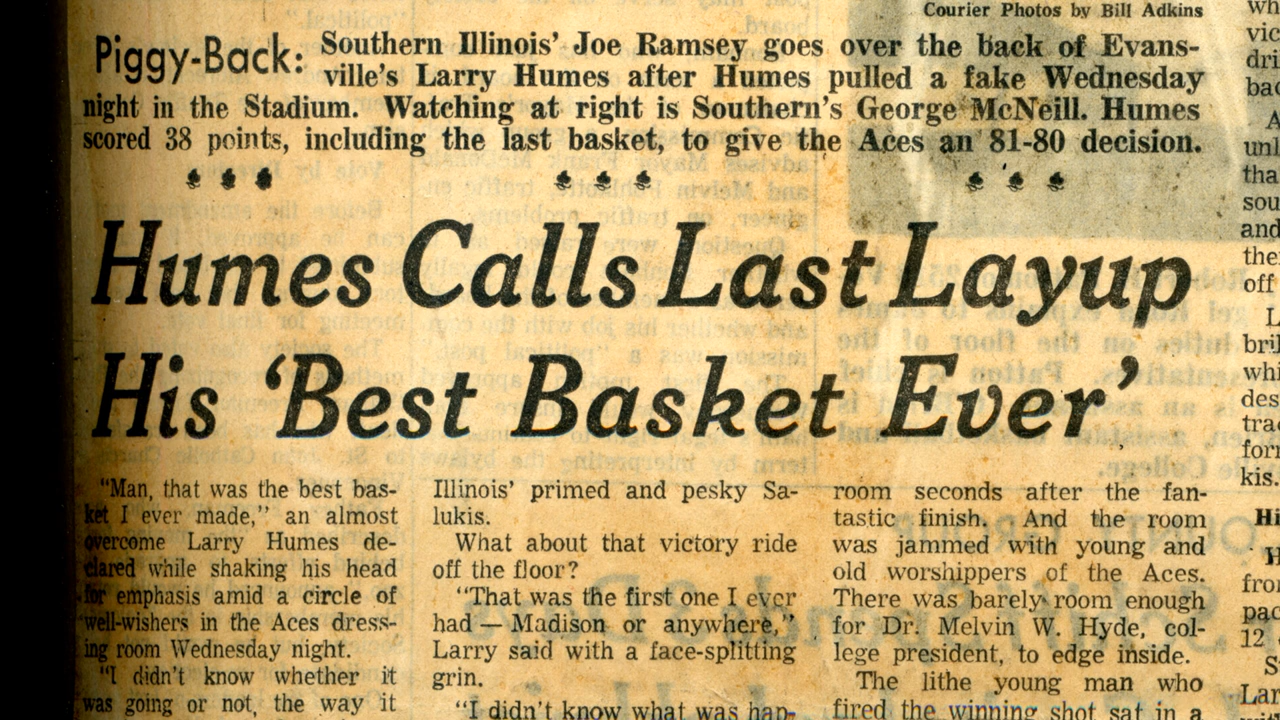 Courier Photos by Bill Adkins
Piggy-Back: Southern Illinois' Joe Ramsey goes over the back of Evans-
ville's Larry Humes after Humes pulled a fake Wednesday
night in the Stadium. Watching at right is Southern's George McNeill. Humes
scored 38 points, including the last basket, to give the Aces an 81-80 decision.
Humes Calls Last Layup
His 'Best Basket Ever'
"Man, that was the best bas-
ket I ever made," an almost
overcome Larry Humes de-
clared while shaking his head
for emphasis amid a circle of
well-wishers in the Aces dress-
ing room Wednesday night.
"I didn't know whether it
was going or not, the way it
Illinois' primed and pesky Sa-
lukis.
What about that victory ride
off the floor?
"That was the first one I ever
had — Madison or anywhere,"
Larry said with a face-splitting
grin.
"I didn't know what was hap-
room seconds after the fan-
tastic finish. And the room
was jammed with young and
old worshippers of the Aces.
There was barely room enough
for Dr. Melvin W. Hyde, col-
lege president, to edge inside.
The lithe young man who
fired the winning shot sat in a